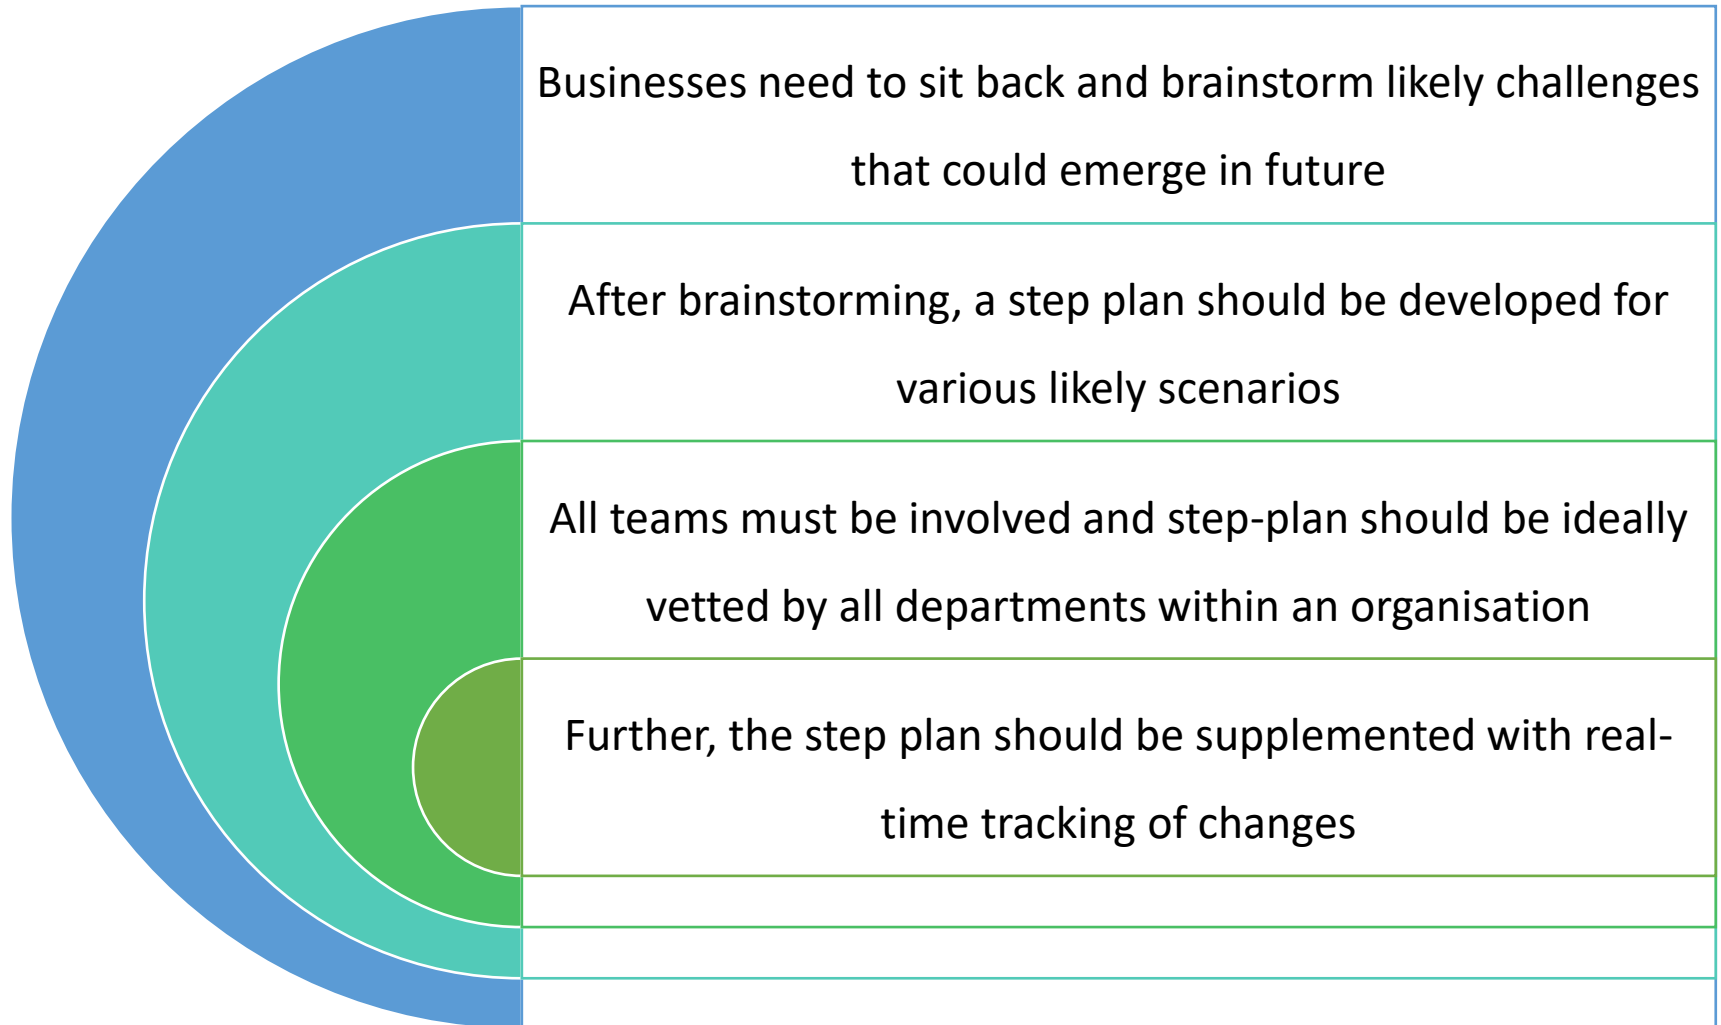 Businesses need to sit back and brainstorm likely challenges
that could emerge in future
After brainstorming, a step plan should be developed for
various likely scenarios
All teams must be involved and step-plan should be ideally
vetted by all departments within an organisation
Further, the step plan should be supplemented with real-
time tracking of changes